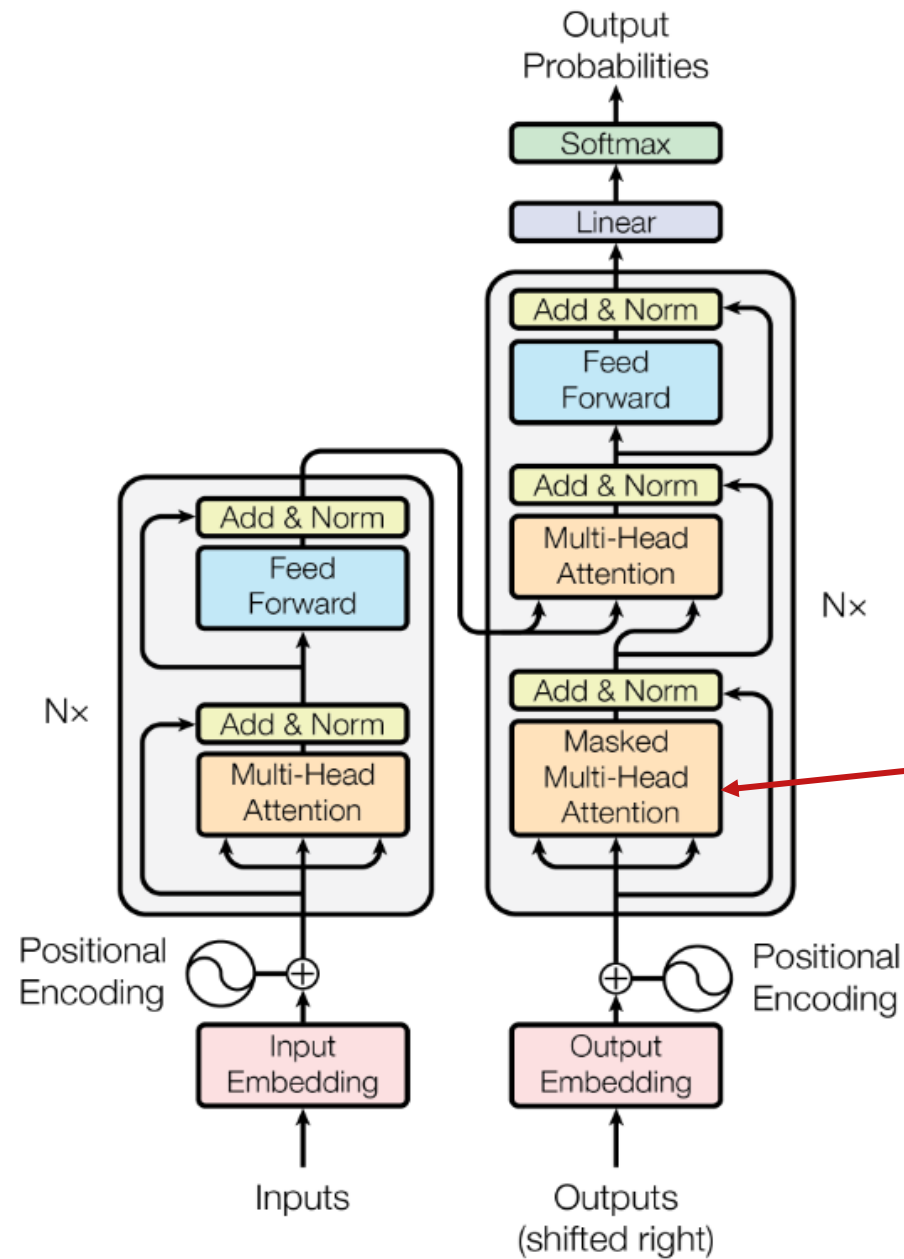 Output
Probabilities
Softmax
Linear
Add & Norm
Feed
Forward
Add & Norm
Multi-Head
Attention
Add & Norm
Masked
Multi-Head
Attention
N×
Add & Norm
Feed
Forward
Add & Norm
Multi-Head
Attention
N×
Positional
Encoding
Positional
Encoding
Input
Embedding
Output
Embedding
Inputs
Outputs
(shifted right)